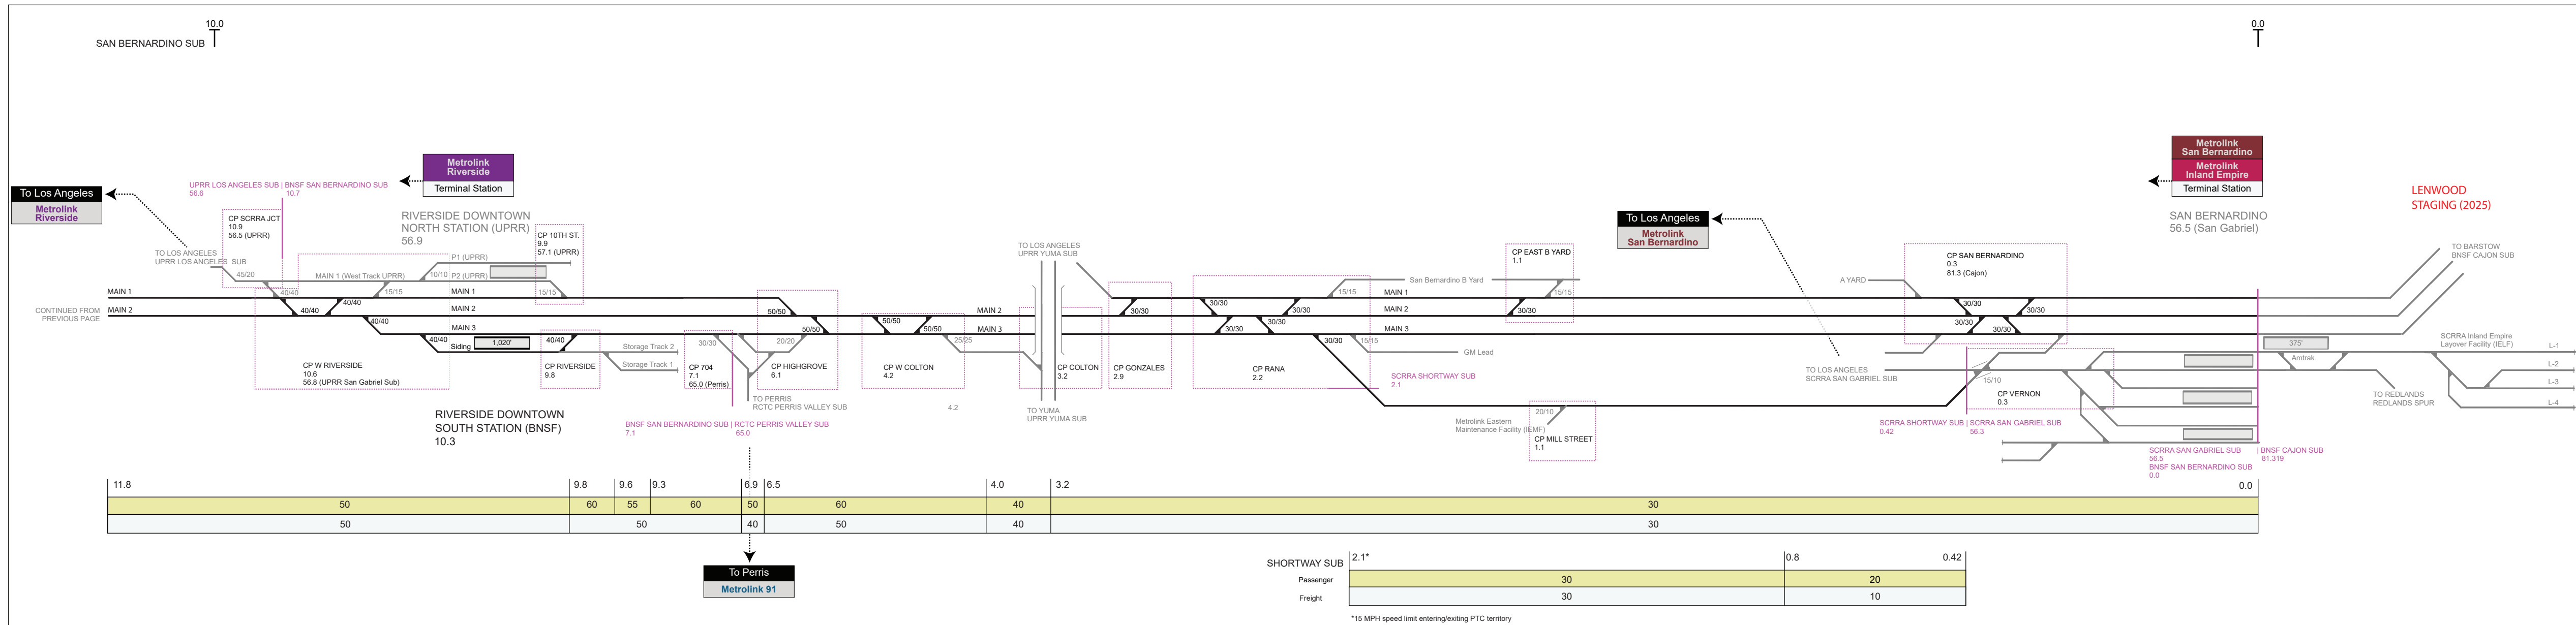 10.0
SAN BERNARDINO SUB
0.0
Metrolink
Riverside
Terminal Station
Metrolink
San Bernardino
Metrolink
Inland Empire
Terminal Station
To Los Angeles
Metrolink
Riverside
UPRR LOS ANGELES SUB | BNSF SAN BERNARDINO SUB
56.6 10.7
CP SCRRA JCT
10.9
56.5 (UPRR)
RIVERSIDE DOWNTOWN
NORTH STATION (UPRR)
56.9
CP 10TH ST.
9.9
57.1 (UPRR)
To Los Angeles
Metrolink
San Bernardino
LENWOOD
STAGING (2025)
SAN BERNARDINO
56.5 (San Gabriel)
TO LOS ANGELES
UPRR LOS ANGELES SUB
45/20
MAIN 1 (West Track UPRR)
10/10
P1 (UPRR)
P2 (UPRR)
40/40
15/15
15/15
TO LOS ANGELES
UPRR YUMA SUB
CP EAST B YARD
1.1
CP SAN BERNARDINO
0.3
81.3 (Cajon)
TO BARSTOW
BNSF CAJON SUB
San Bernardino B Yard
A YARD
15/15
15/15
MAIN 1
MAIN 1
MAIN 1
CONTINUED FROM
PREVIOUS PAGE
MAIN 2
40/40
40/40
MAIN 2
50/50
MAIN 2
30/30
30/30
30/30
MAIN 2
30/30
30/30
30/30
40/40
MAIN 3
50/50
50/50
50/50
MAIN 3
30/30
30/30
MAIN 3
30/30
30/30
40/40
Siding
1,020'
40/40
30/30
20/20
25/25
30/30
15/15
GM Lead
Storage Track 2
Storage Track 1
375'
Amtrak
SCRRA Inland Empire
Layover Facility (IELF)
L-1
L-2
L-3
L-4
CP W RIVERSIDE
10.6
56.8 (UPRR San Gabriel Sub)
CP RIVERSIDE
9.8
CP 704
7.1
65.0 (Perris)
CP HIGHGROVE
6.1
CP W COLTON
4.2
CP COLTON
3.2
CP GONZALES
2.9
CP RANA
2.2
SCRRA SHORTWAY SUB
2.1
TO LOS ANGELES
SCRRA SAN GABRIEL SUB
15/10
CP VERNON
0.3
TO REDLANDS
REDLANDS SPUR
TO PERRIS
RCTC PERRIS VALLEY SUB
4.2
TO YUMA
UPRR YUMA SUB
20/10
Metrolink Eastern
Maintenance Facility (IEMF)
CP MILL STREET
1.1
RIVERSIDE DOWNTOWN
SOUTH STATION (BNSF)
10.3
BNSF SAN BERNARDINO SUB | RCTC PERRIS VALLEY SUB
7.1 65.0
SCRRA SHORTWAY SUB | SCRRA SAN GABRIEL SUB
0.42 56.3
SCRRA SAN GABRIEL SUB | BNSF CAJON SUB
56.5 81.319
BNSF SAN BERNARDINO SUB
0.0
11.8 9.8 9.6 9.3 6.9 6.5 4.0 3.2 0.0
50 60 55 60 50 60 40 30
50 50 40 50 40 30
To Perris
Metrolink 91
SHORTWAY SUB 2.1* 0.8 0.42
Passenger 30 20
Freight 30 10
*15 MPH speed limit entering/exiting PTC territory